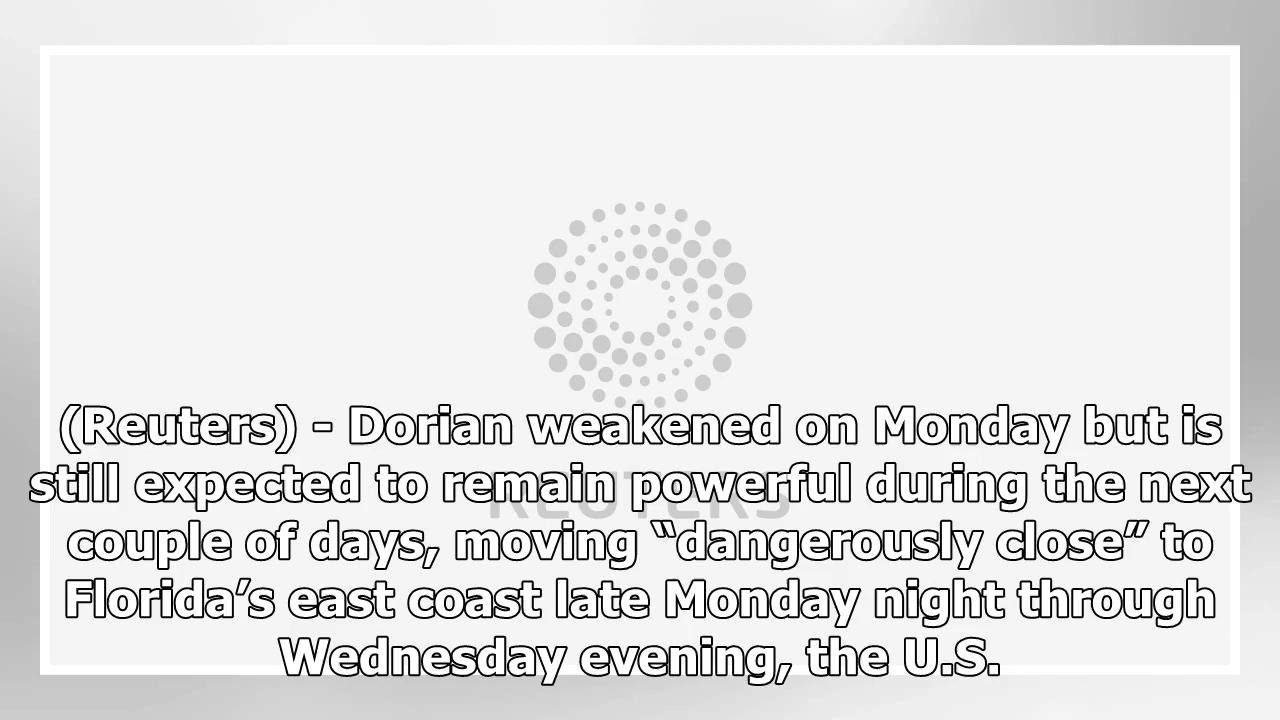 (Reuters) - Dorian weakened on Monday but is
still expected to remain powerful during the next
REUTERS
couple of days, moving “dangerously close” to
Florida’s east coast late Monday night through
Wednesday evening, the U.S.